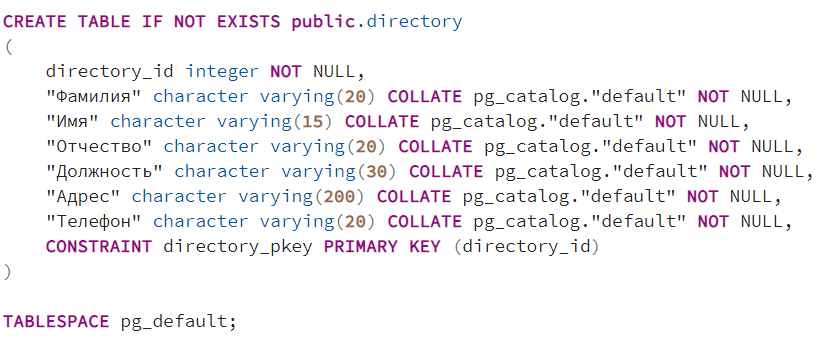 CREATE TABLE IF NOT EXISTS public.directory
(
    directory_id integer NOT NULL,
    "Фамилия" character varying(20) COLLATE pg_catalog."default" NOT NULL,
    "Имя" character varying(15) COLLATE pg_catalog."default" NOT NULL,
    "Отчество" character varying(20) COLLATE pg_catalog."default" NOT NULL,
    "Должность" character varying(30) COLLATE pg_catalog."default" NOT NULL,
    "Адрес" character varying(200) COLLATE pg_catalog."default" NOT NULL,
    "Телефон" character varying(20) COLLATE pg_catalog."default" NOT NULL,
    CONSTRAINT directory_pkey PRIMARY KEY (directory_id)
)
TABLESPACE pg_default;